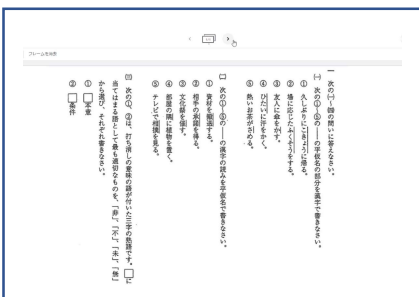 フレームを検索
一 次の㈠〜㈣の問いに答えなさい。
㈠ 次の①〜⑤の――の平仮名の部分を漢字で書きなさい。
① 久しぶりにこきょうに帰る。
② 場に応じたふくそうをする。
③ 友人に傘をかす。
④ ひたいに汗をかく。
⑤ 熱いお茶がさめる。
㈡ 次の①〜⑤の――の漢字の読みを平仮名で書きなさい。
① 資材を搬送する。
② 相手の承諾を得る。
③ 文化祭を催す。
④ 部屋の隅に植物を置く。
⑤ テレビで相撲を見る。
㈢ 次の①、②は、打ち消しの意味の語が付いた三字の熟語です。□に
当てはまる語として最も適切なものを、「非」、「不」、「未」、「無」
から選び、それぞれ書きなさい。
① □本意
② □条件